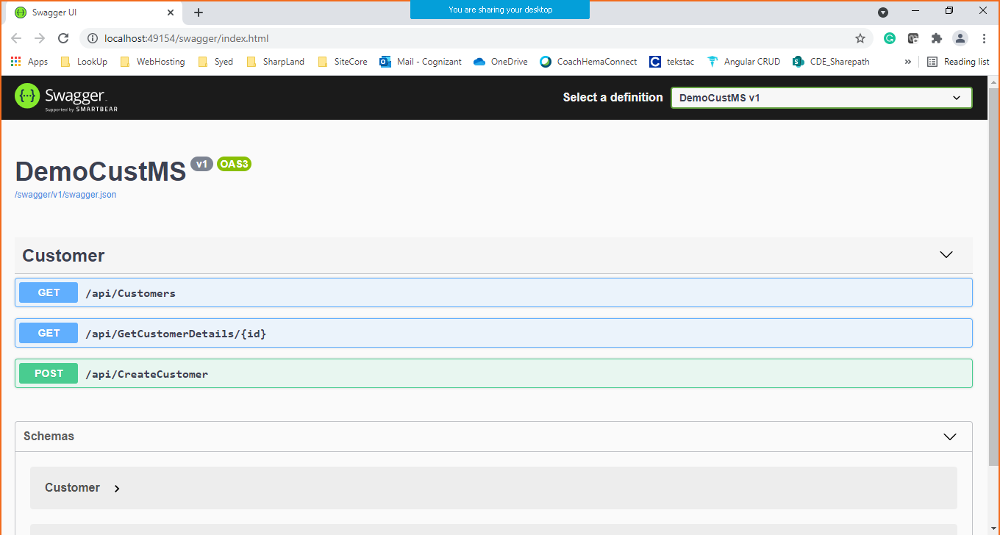 Swagger UI
You are sharing your desktop
localhost:49154/swagger/index.html
Apps LookUp WebHosting Syed SharpLand SiteCore Mail - Cognizant OneDrive CoachHemaConnect tekstac Angular CRUD CDE_Sharepath » Reading list
Swagger
Supported by SMARTBEAR
Select a definition DemoCustMS v1
DemoCustMS v1 OAS3
/swagger/v1/swagger.json
Customer
GET /api/Customers
GET /api/GetCustomerDetails/{id}
POST /api/CreateCustomer
Schemas
Customer